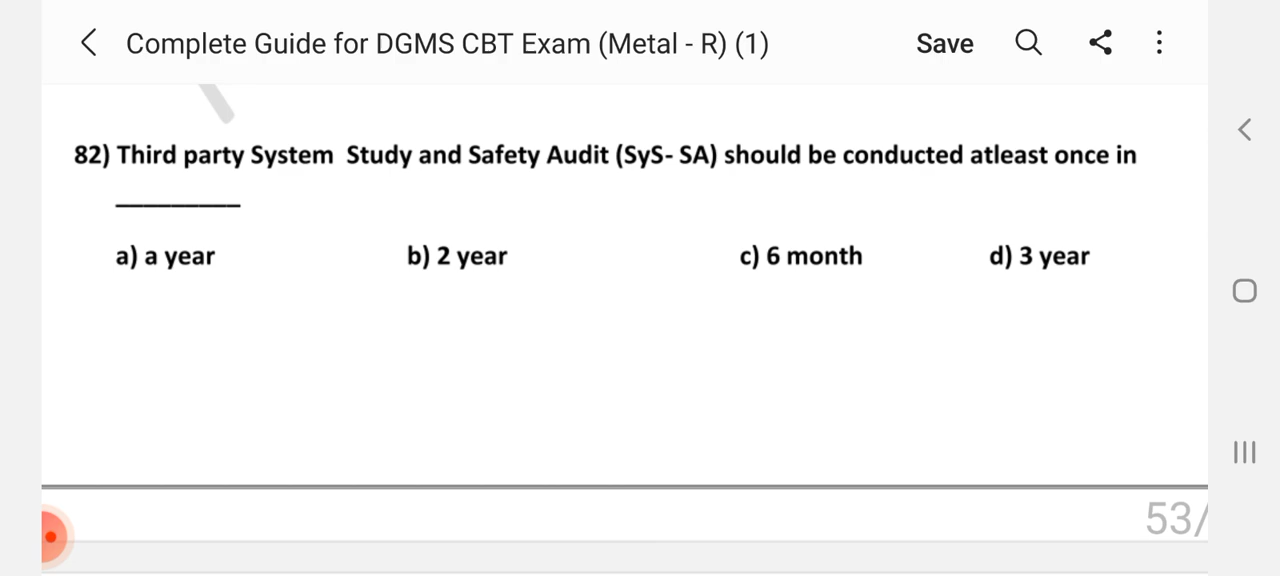 Complete Guide for DGMS CBT Exam (Metal - R) (1) Save
82) Third party System Study and Safety Audit (SyS- SA) should be conducted atleast once in
_________
a) a year b) 2 year c) 6 month d) 3 year
53/